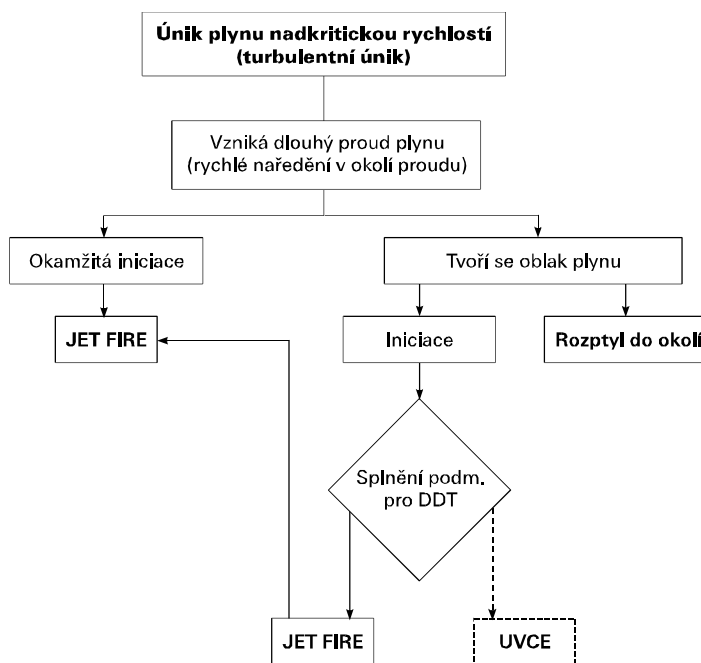 Únik plynu nadkritickou rychlostí
(turbulentní únik)
Vzniká dlouhý proud plynu
(rychlé naředění v okolí proudu)
Okamžitá iniciace
Tvoří se oblak plynu
JET FIRE
Iniciace
Rozptyl do okolí
Splnění podm.
pro DDT
JET FIRE
UVCE